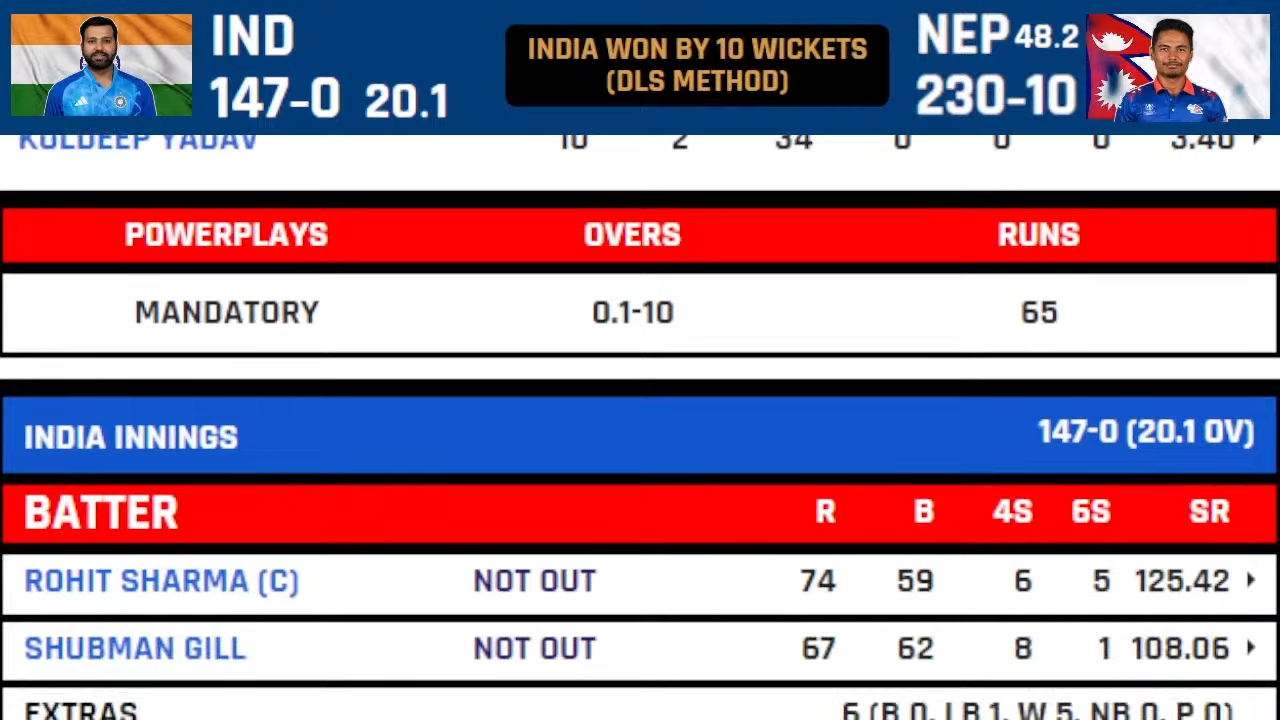 IND
147-0 20.1
INDIA WON BY 10 WICKETS
(DLS METHOD)
NEP 48.2
230-10
KULDEEP YADAV 10 2 34 0 0 0 3.40
POWERPLAYS OVERS RUNS
MANDATORY 0.1-10 65
INDIA INNINGS 147-0 (20.1 OV)
BATTER R B 4S 6S SR
ROHIT SHARMA (C) NOT OUT 74 59 6 5 125.42
SHUBMAN GILL NOT OUT 67 62 8 1 108.06
EXTRAS 6 (B 0, LB 1, W 5, NB 0, P 0)